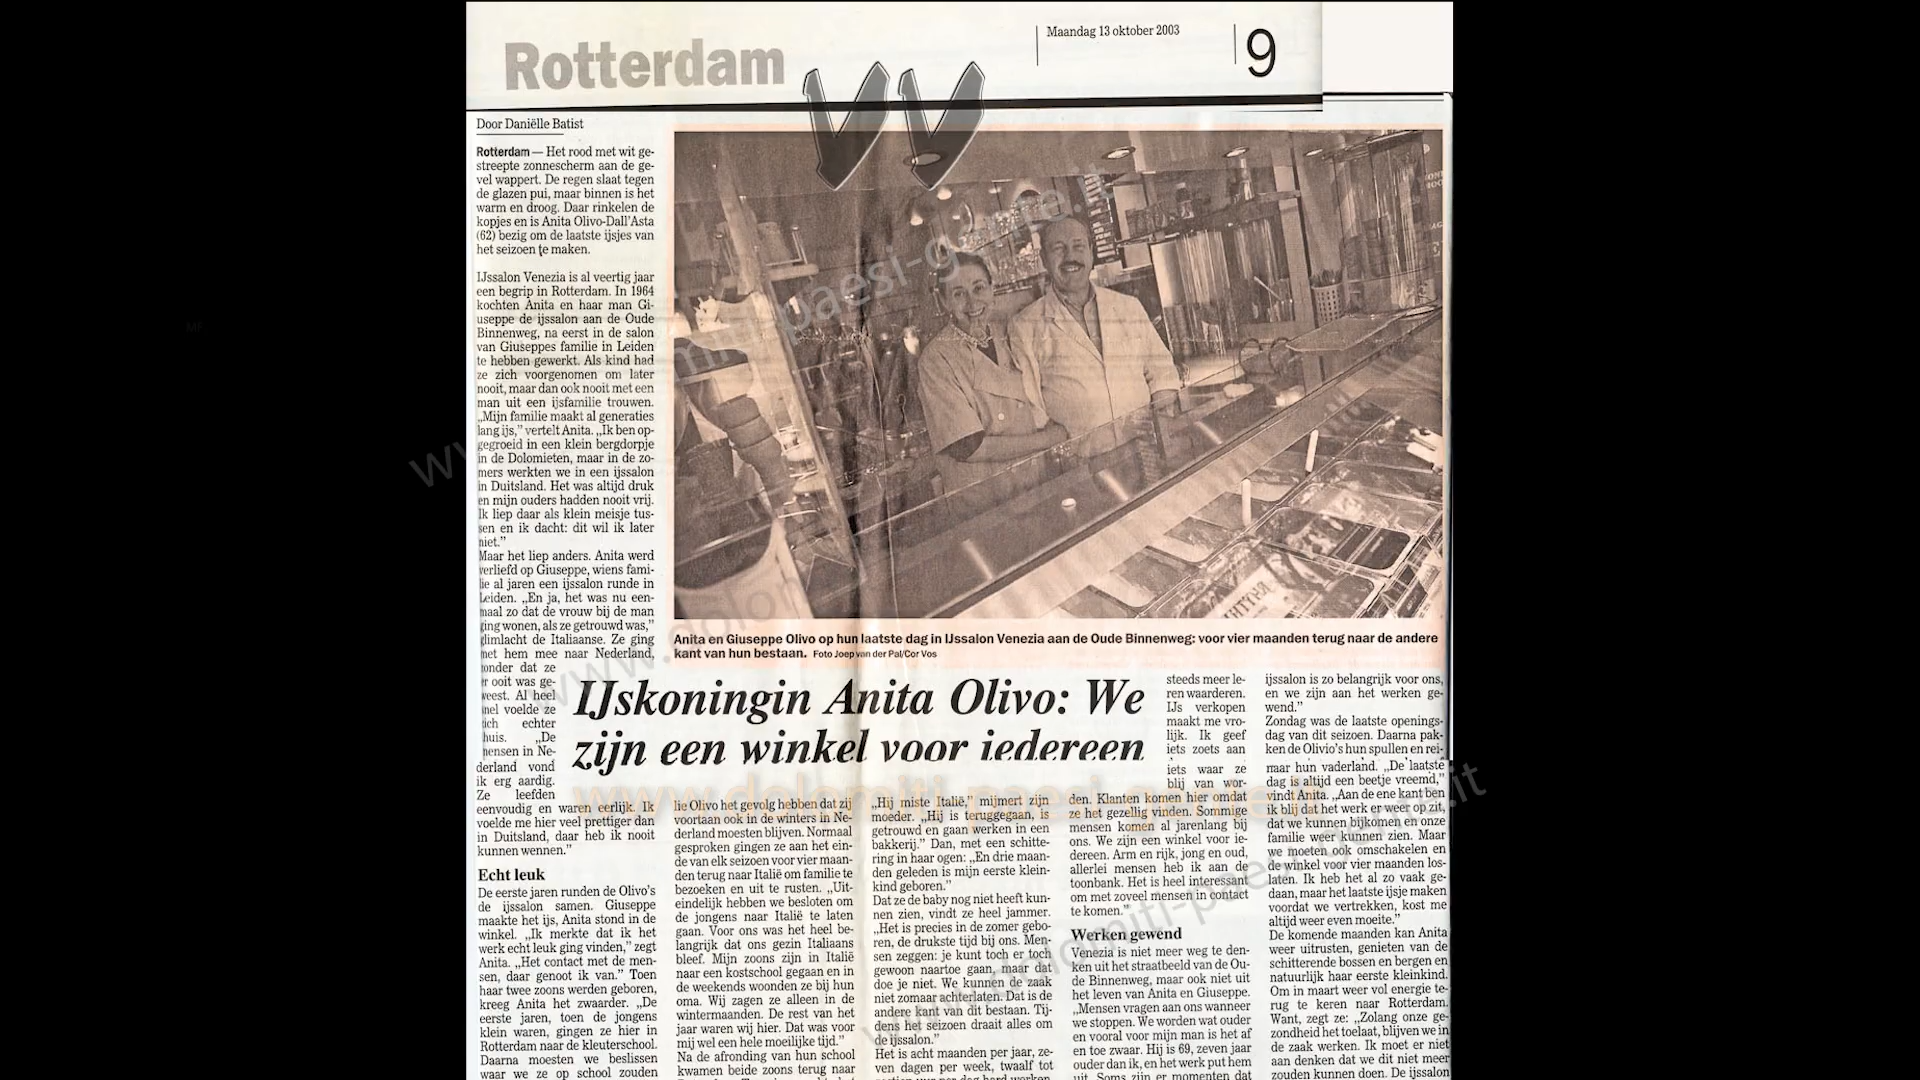 Rotterdam
Maandag 13 oktober 2003
9
Door Daniëlle Batist
Rotterdam — Het rood met wit ge-
streepte zonnescherm aan de ge-
vel wappert. De regen slaat tegen
de glazen pui, maar binnen is het
warm en droog. Daar rinkelen de
kopjes en is Anita Olivo-Dall'Asta
(62) bezig om de laatste ijsjes van
het seizoen te maken.
IJssalon Venezia is al veertig jaar
een begrip in Rotterdam. In 1964
kochten Anita en haar man Gi-
useppe de ijssalon aan de Oude
Binnenweg, na eerst in de salon
van Giuseppes familie in Leiden
te hebben gewerkt. Als kind had
ze zich voorgenomen om later
nooit, maar dan ook nooit met een
man uit een ijsfamilie trouwen.
„Mijn familie maakt al generaties
lang ijs,” vertelt Anita. „Ik ben op-
gegroeid in een klein bergdorpje
in de Dolomieten, maar in de zo-
mers werkten we in een ijssalon
in Duitsland. Het was altijd druk
en mijn ouders hadden nooit vrij.
Ik liep daar als klein meisje tus-
sen en ik dacht: dit wil ik later
niet.”
Maar het liep anders. Anita werd
verliefd op Giuseppe, wiens fami-
lie al jaren een ijssalon runde in
Leiden. „En ja, het was nu een-
maal zo dat de vrouw bij de man
ging wonen, als ze getrouwd was,”
glimlacht de Italiaanse. Ze ging
met hem mee naar Nederland,
zonder dat ze
er ooit was ge-
weest. Al heel
snel voelde ze
zich echter
thuis. „De
mensen in Ne-
derland vond
ik erg aardig.
Ze leefden
eenvoudig en waren eerlijk. Ik
voelde me hier veel prettiger dan
in Duitsland, daar heb ik nooit
kunnen wennen.”
Echt leuk
De eerste jaren runden de Olivo's
de ijssalon samen. Giuseppe
maakte het ijs, Anita stond in de
winkel. „Ik merkte dat ik het
werk echt leuk ging vinden,” zegt
Anita. „Het contact met de men-
sen, daar genoot ik van.” Toen
haar twee zoons werden geboren,
kreeg Anita het zwaarder. „De
eerste jaren, toen de jongens
klein waren, gingen ze hier in
Rotterdam naar de kleuterschool.
Daarna moesten we beslissen
waar we ze op school zouden
Anita en Giuseppe Olivo op hun laatste dag in IJssalon Venezia aan de Oude Binnenweg: voor vier maanden terug naar de andere
kant van hun bestaan. Foto Joep van der Pal/Cor Vos
IJskoningin Anita Olivo: We
zijn een winkel voor iedereen
lie Olivo het gevolg hebben dat zij
voortaan ook in de winters in Ne-
derland moesten blijven. Normaal
gesproken gingen ze aan het ein-
de van elk seizoen voor vier maan-
den terug naar Italië om familie te
bezoeken en uit te rusten. „Uit-
eindelijk hebben we besloten om
de jongens naar Italië te laten
gaan. Voor ons was het heel be-
langrijk dat ons gezin Italiaans
bleef. Mijn zoons zijn in Italië
naar een kostschool gegaan en in
de weekends woonden ze bij hun
oma. Wij zagen ze alleen in de
wintermaanden. De rest van het
jaar waren wij hier. Dat was voor
mij wel een hele moeilijke tijd.”
Na de afronding van hun school
kwamen beide zoons terug naar
„Hij miste Italië,” mijmert zijn
moeder. „Hij is teruggegaan, is
getrouwd en gaan werken in een
bakkerij.” Dan, met een schitte-
ring in haar ogen: „En drie maan-
den geleden is mijn eerste klein-
kind geboren.”
Dat ze de baby nog niet heeft kun-
nen zien, vindt ze heel jammer.
„Het is precies in de zomer gebo-
ren, de drukste tijd bij ons. Men-
sen zeggen: je kunt toch er toch
gewoon naartoe gaan, maar dat
doe je niet. We kunnen de zaak
niet zomaar achterlaten. Dat is de
andere kant van dit bestaan. Tij-
dens het seizoen draait alles om
de ijssalon.”
Het is acht maanden per jaar, ze-
ven dagen per week, twaalf tot
steeds meer le-
ren waarderen.
IJs verkopen
maakt me vro-
lijk. Ik geef
iets zoets aan
iets waar ze
blij van wor-
den. Klanten komen hier omdat
ze het gezellig vinden. Sommige
mensen komen al jarenlang bij
ons. We zijn een winkel voor ie-
dereen. Arm en rijk, jong en oud,
allerlei mensen heb ik aan de
toonbank. Het is heel interessant
om met zoveel mensen in contact
te komen.”
Werken gewend
Venezia is niet meer weg te den-
ken uit het straatbeeld van de Ou-
de Binnenweg, maar ook niet uit
het leven van Anita en Giuseppe.
„Mensen vragen aan ons wanneer
we stoppen. We worden wat ouder
en vooral voor mijn man is het af
en toe zwaar. Hij is 69, zeven jaar
ouder dan ik, en het werk put hem
uit. Soms zijn er momenten dat
ijssalon is zo belangrijk voor ons,
en we zijn aan het werken ge-
wend.”
Zondag was de laatste openings-
dag van dit seizoen. Daarna pak-
ken de Olivio's hun spullen en rei-
maar hun vaderland. „De laatste
dag is altijd een beetje vreemd,”
vindt Anita. „Aan de ene kant ben
ik blij dat het werk er weer op zit,
dat we kunnen bijkomen en onze
familie weer kunnen zien. Maar
we moeten ook omschakelen en
de winkel voor vier maanden los-
laten. Ik heb het al zo vaak ge-
daan, maar het laatste ijsje maken
voordat we vertrekken, kost me
altijd weer even moeite.”
De komende maanden kan Anita
weer uitrusten, genieten van de
schitterende bossen en bergen en
natuurlijk haar eerste kleinkind.
Om in maart weer vol energie te-
rug te keren naar Rotterdam.
Want, zegt ze: „Zolang onze ge-
zondheid het toelaat, blijven we in
de zaak werken. Ik moet er niet
aan denken dat we dit niet meer
zouden kunnen doen. De ijssalon
www.dolomiti-paesi-gente.it